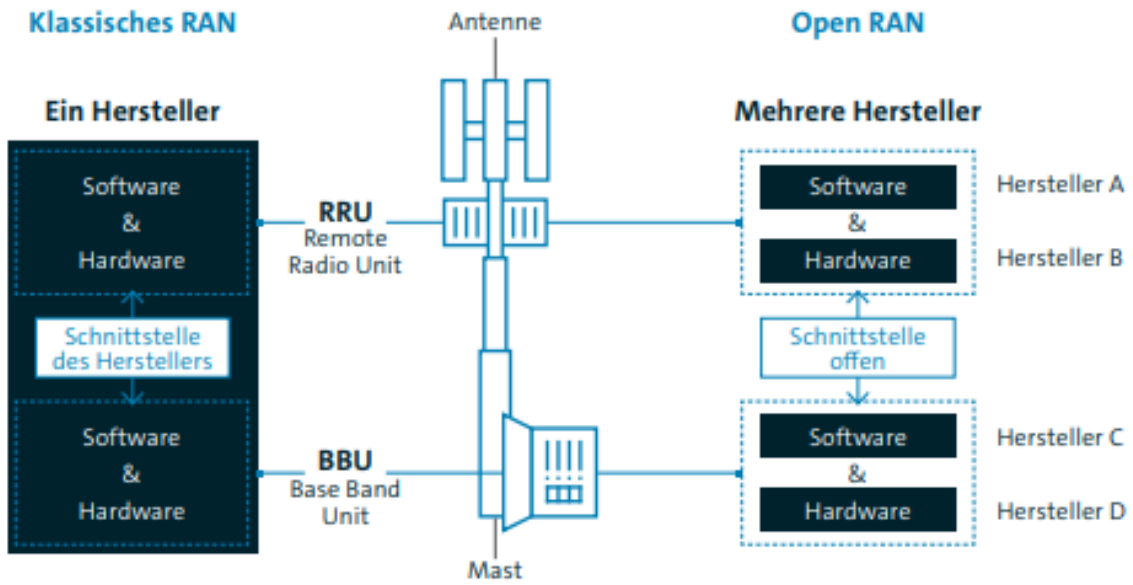 Klassisches RAN
Antenne
Open RAN
Ein Hersteller
Mehrere Hersteller
Software
&
Hardware
RRU
Remote
Radio Unit
Software
&
Hardware
Hersteller A
Hersteller B
Schnittstelle
des Herstellers
Schnittstelle
offen
Software
&
Hardware
BBU
Base Band
Unit
Software
&
Hardware
Hersteller C
Hersteller D
Mast